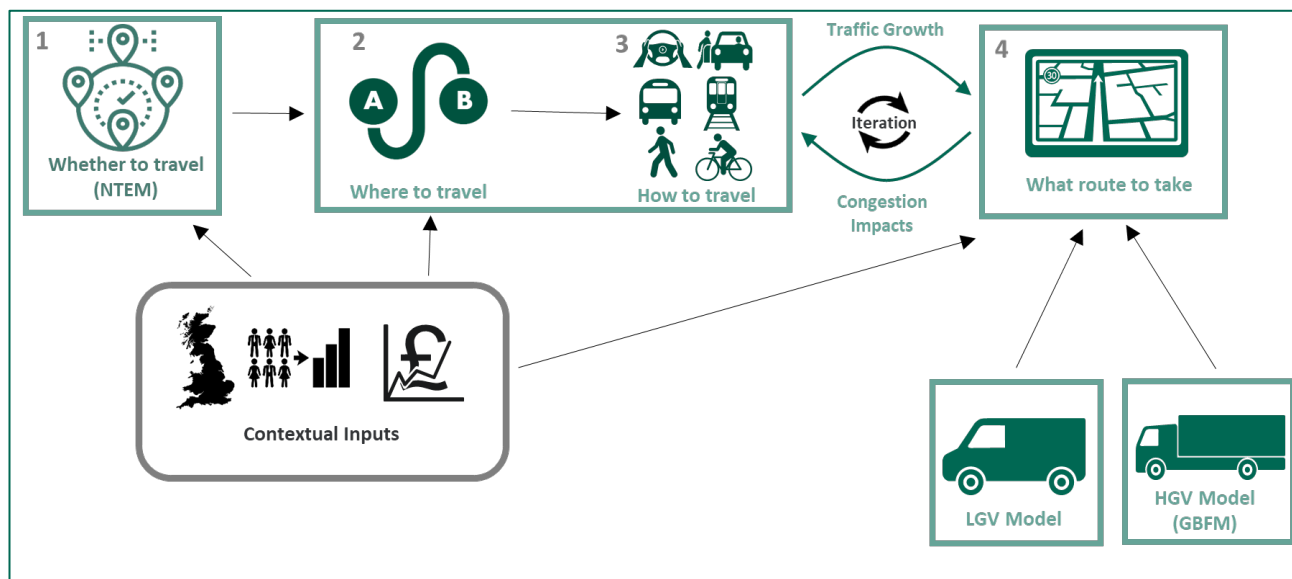 1
Whether to travel
(NTEM)
2
A
B
Where to travel
3
How to travel
Traffic Growth
Iteration
Congestion
Impacts
4
30
What route to take
£
Contextual Inputs
LGV Model
HGV Model
(GBFM)